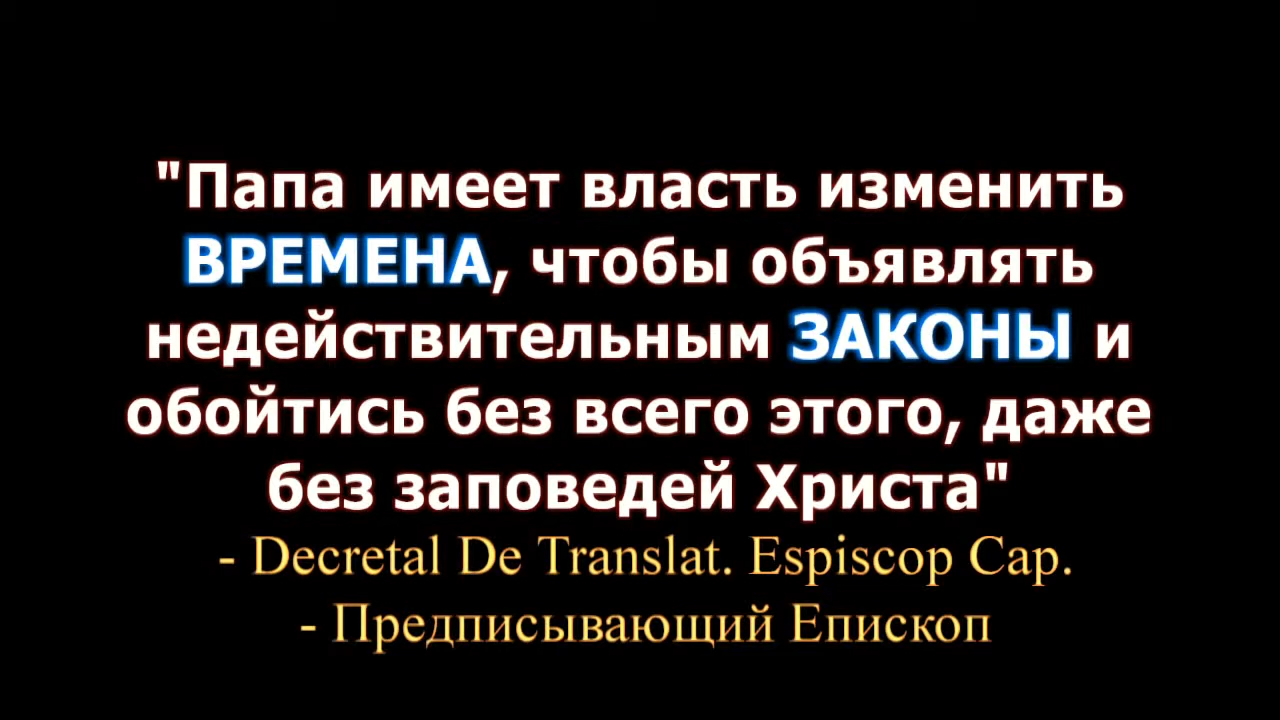 "Папа имеет власть изменить
ВРЕМЕНА, чтобы объявлять
недействительным ЗАКОНЫ и
обойтись без всего этого, даже
без заповедей Христа"
- Decretal De Translat. Espiscop Cap.
- Предписывающий Епископ